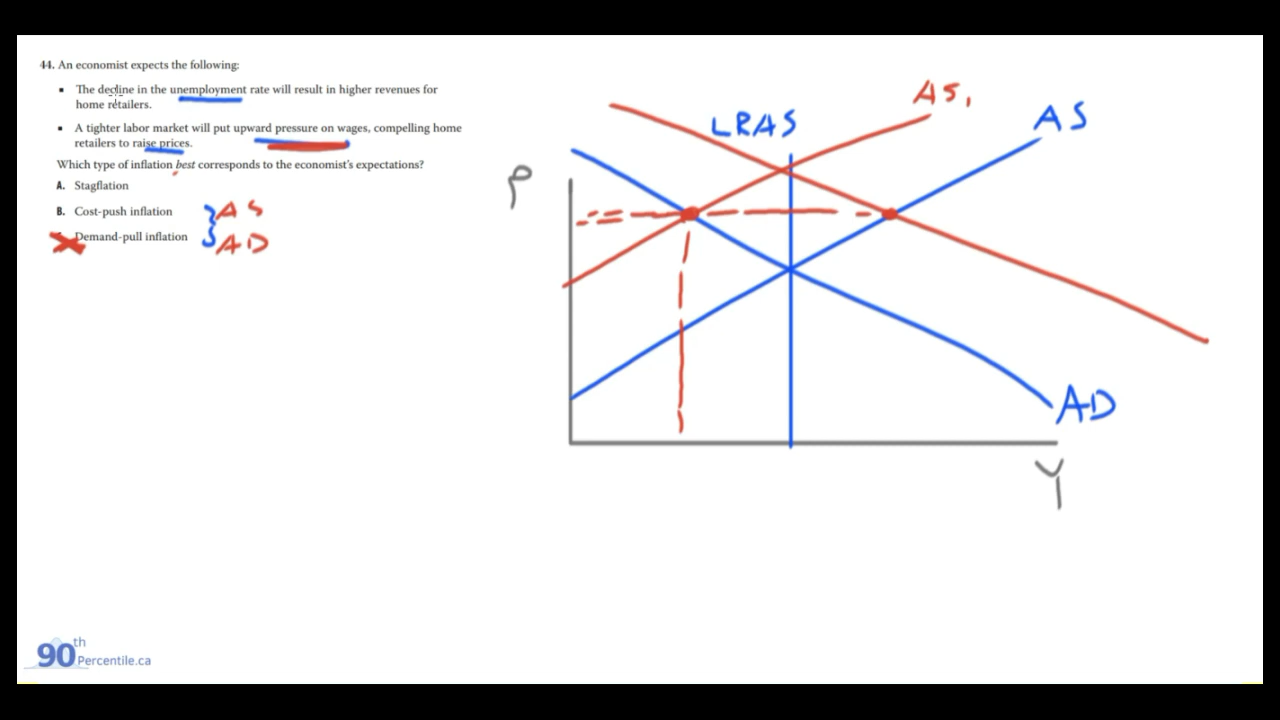 44. An economist expects the following:
▪ The decline in the unemployment rate will result in higher revenues for
home retailers.
▪ A tighter labor market will put upward pressure on wages, compelling home
retailers to raise prices.
Which type of inflation best corresponds to the economist's expectations?
A. Stagflation
B. Cost-push inflation
AS
Demand-pull inflation
AD
P
LRAS
AS1
AS
AD
Y
90th
Percentile.ca